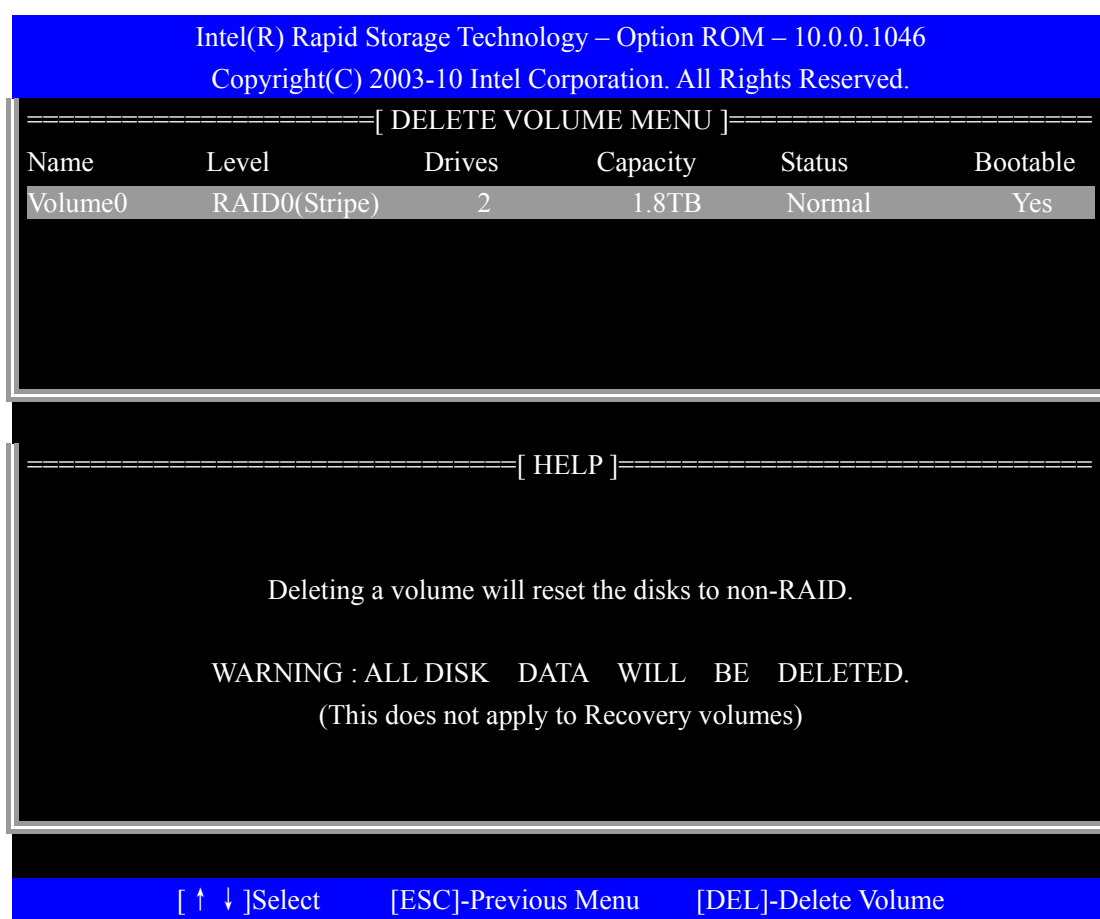 Intel(R) Rapid Storage Technology – Option ROM – 10.0.0.1046
Copyright(C) 2003-10 Intel Corporation. All Rights Reserved.
======================[ DELETE VOLUME MENU ]=======================
Name Level Drives Capacity Status Bootable
Volume0 RAID0(Stripe) 2 1.8TB Normal Yes
===============================[ HELP ]==============================
Deleting a volume will reset the disks to non-RAID.
WARNING : ALL DISK DATA WILL BE DELETED.
(This does not apply to Recovery volumes)
[ ↑ ↓ ]Select [ESC]-Previous Menu [DEL]-Delete Volume